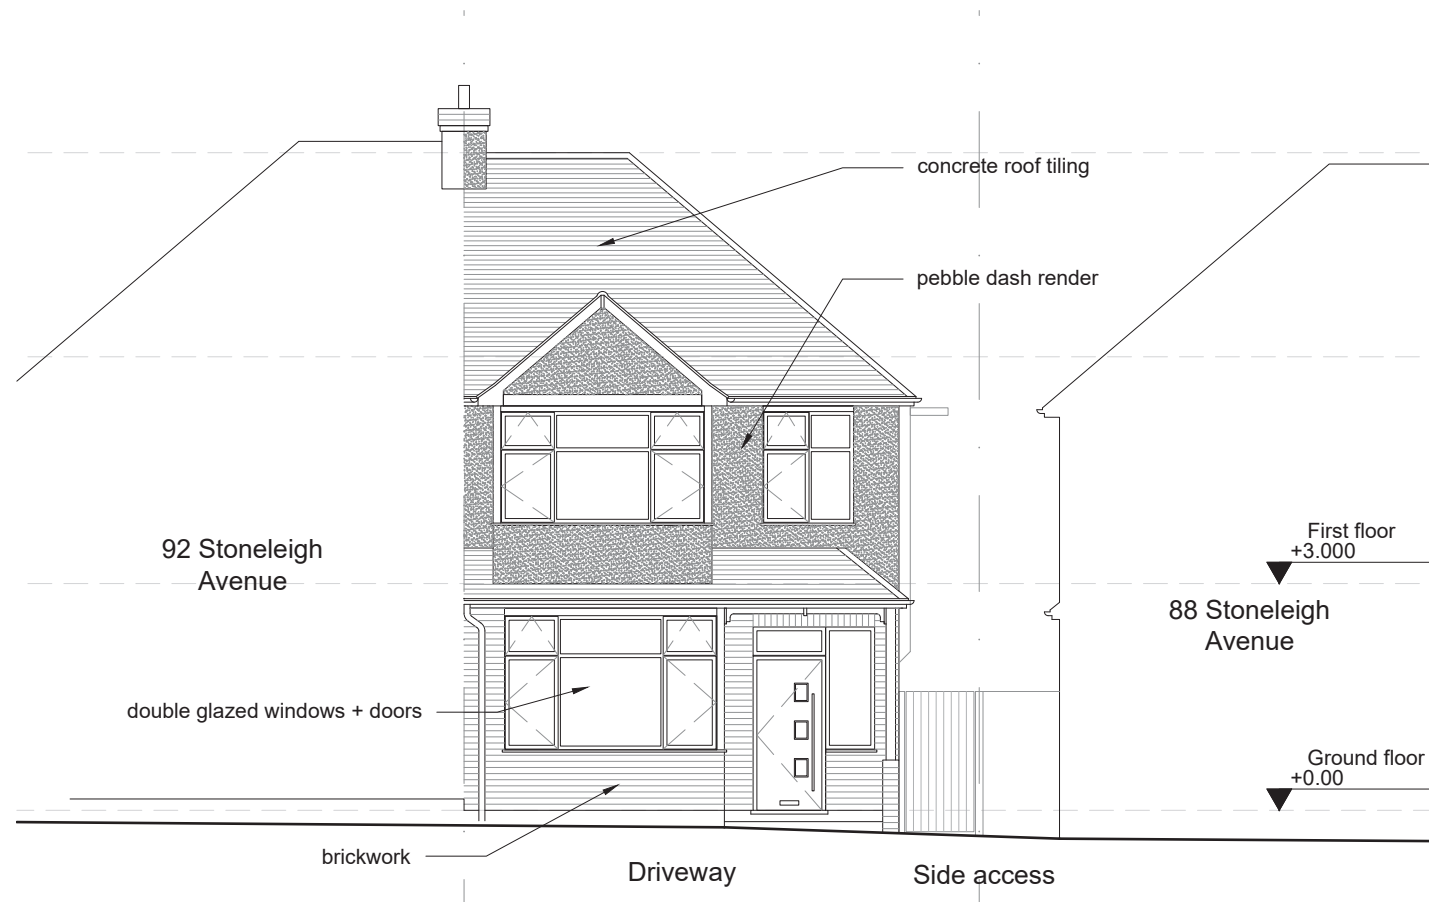 concrete roof tiling
pebble dash render
First floor
+3.000
92 Stoneleigh
Avenue
88 Stoneleigh
Avenue
double glazed windows + doors
Ground floor
+0.00
brickwork
Driveway
Side access